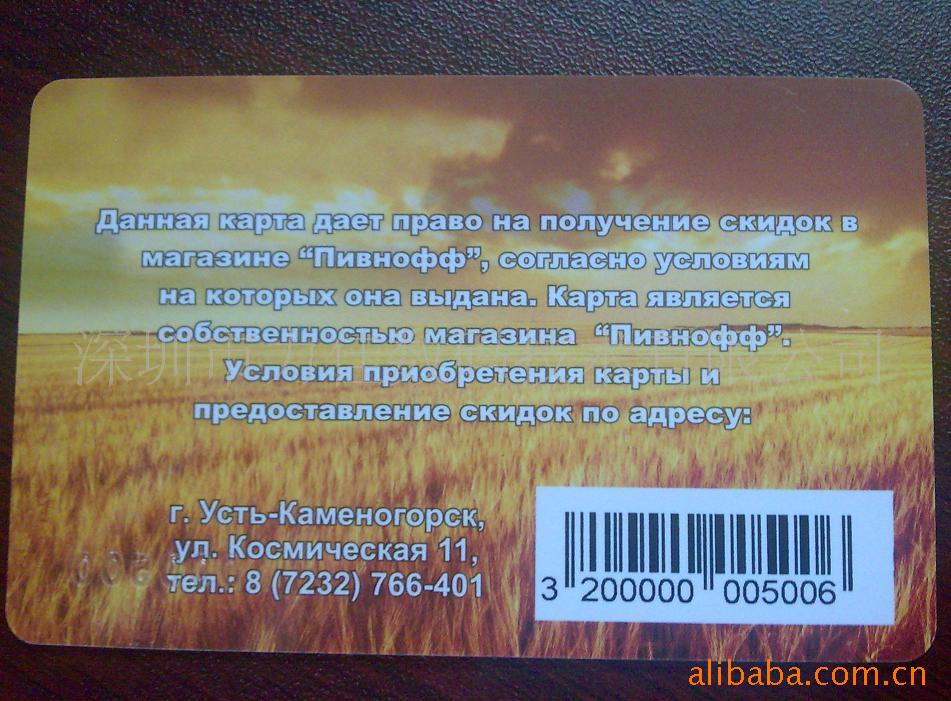 Данная карта дает право на получение скидок в
магазине “Пивнофф”, согласно условиям
на которых она выдана. Карта является
собственностью магазина “Пивнофф”.
Условия приобретения карты и
предоставление скидок по адресу:
г. Усть-Каменогорск,
ул. Космическая 11,
тел.: 8 (7232) 766-401
3 200000 005006
alibaba.com.cn